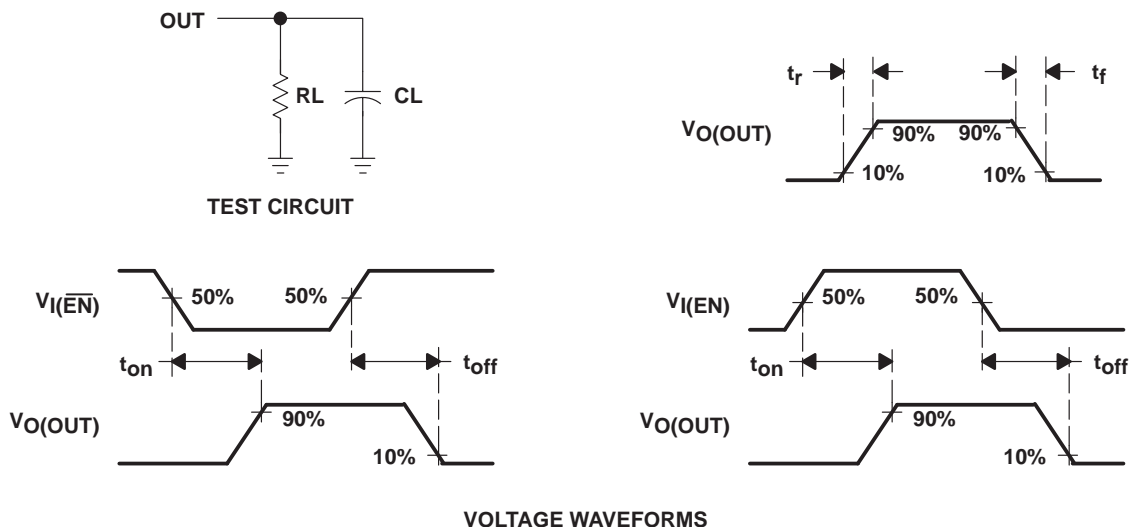 OUT
RL CL
TEST CIRCUIT
tr tf
VO(OUT)
90% 90%
10% 10%
VI(E̅N̅)
50% 50%
ton toff
VO(OUT)
90%
10%
VI(EN)
50% 50%
ton toff
VO(OUT)
90%
10%
VOLTAGE WAVEFORMS